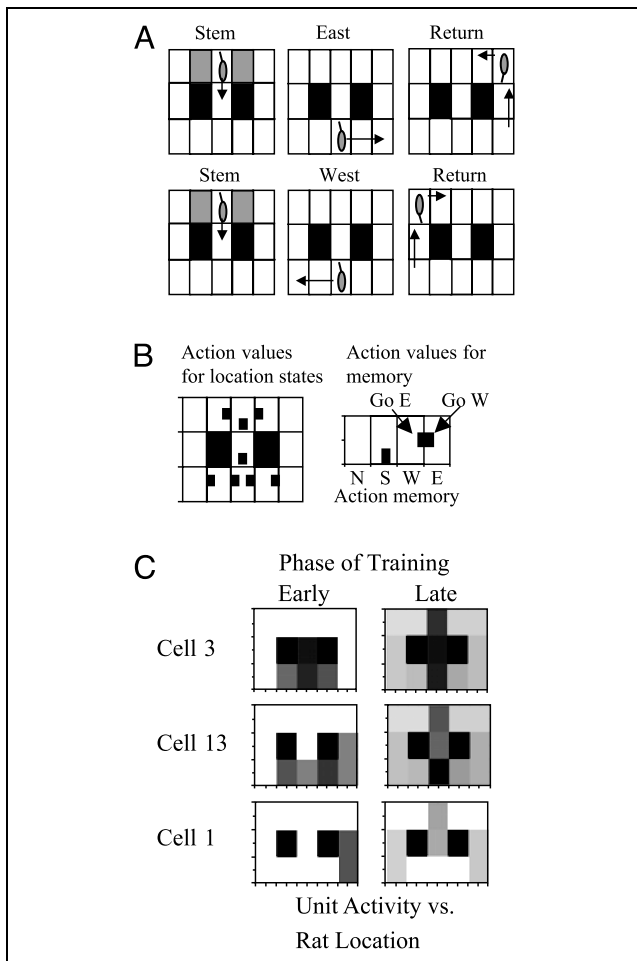 A
Stem East Return
Stem West Return
B
Action values
for location states
Action values for
memory
Go E Go W
N S W E
Action memory
C
Phase of Training
Early Late
Cell 3
Cell 13
Cell 1
Unit Activity vs.
Rat Location